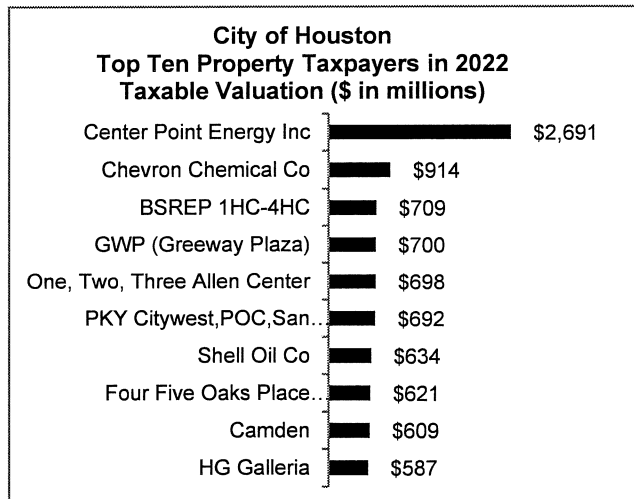 City of Houston
Top Ten Property Taxpayers in 2022
Taxable Valuation ($ in millions)
Center Point Energy Inc $2,691
Chevron Chemical Co $914
BSREP 1HC-4HC $709
GWP (Greeway Plaza) $700
One, Two, Three Allen Center $698
PKY Citywest,POC,San... $692
Shell Oil Co $634
Four Five Oaks Place... $621
Camden $609
HG Galleria $587